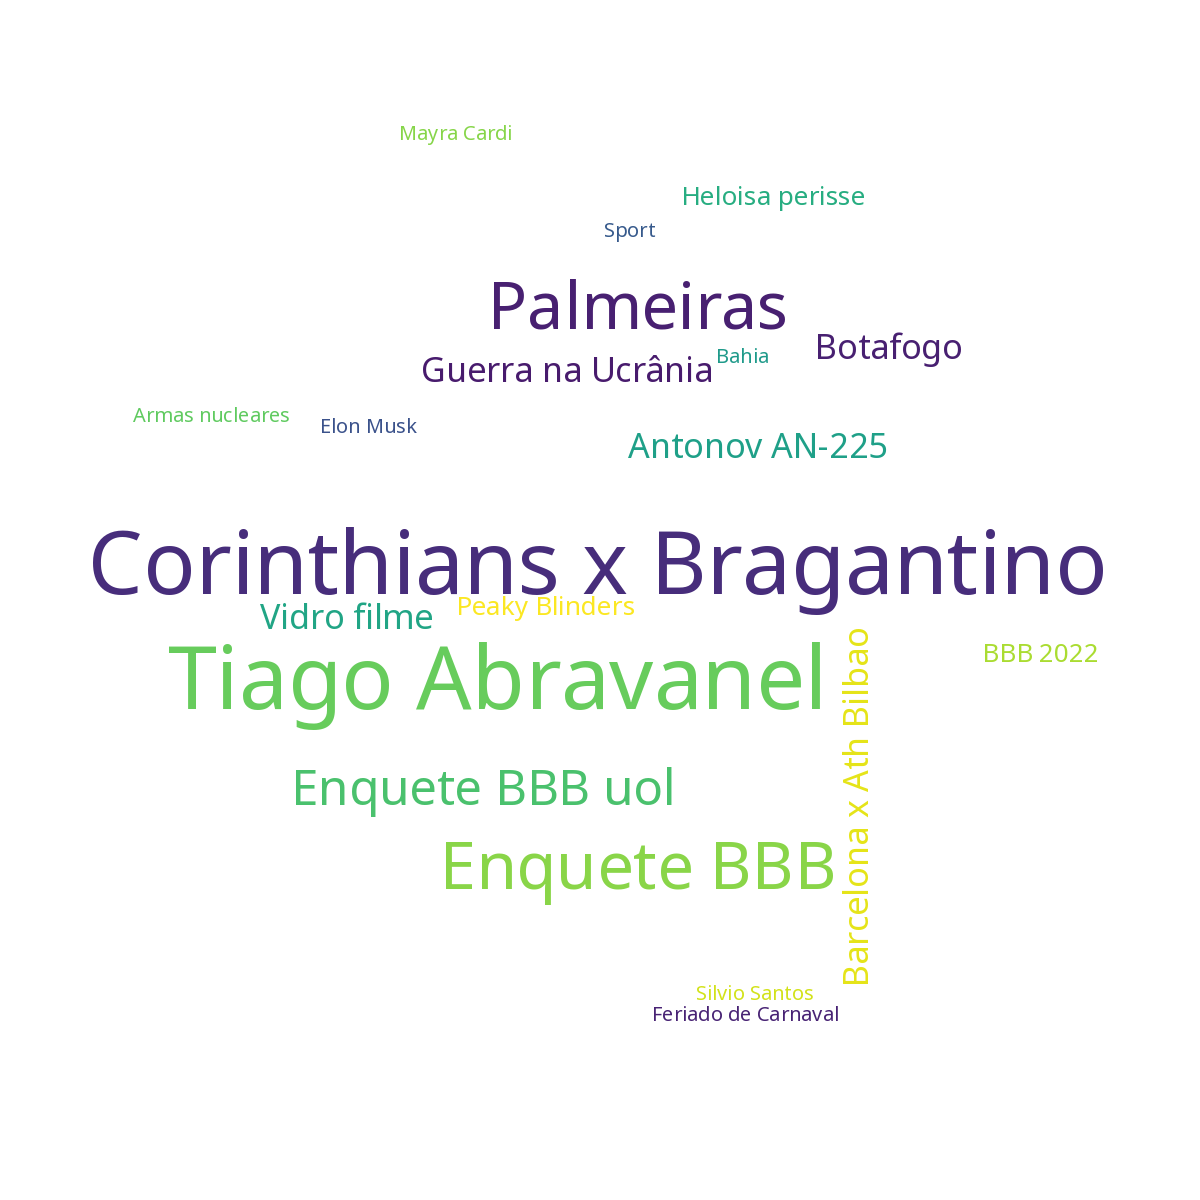 Mayra Cardi
Heloisa perisse
Sport
Palmeiras
Botafogo
Bahia
Guerra na Ucrânia
Armas nucleares
Elon Musk
Antonov AN-225
Corinthians x Bragantino
Peaky Blinders
Vidro filme
BBB 2022
Tiago Abravanel
Barcelona x Ath Bilbao
Enquete BBB uol
Enquete BBB
Silvio Santos
Feriado de Carnaval